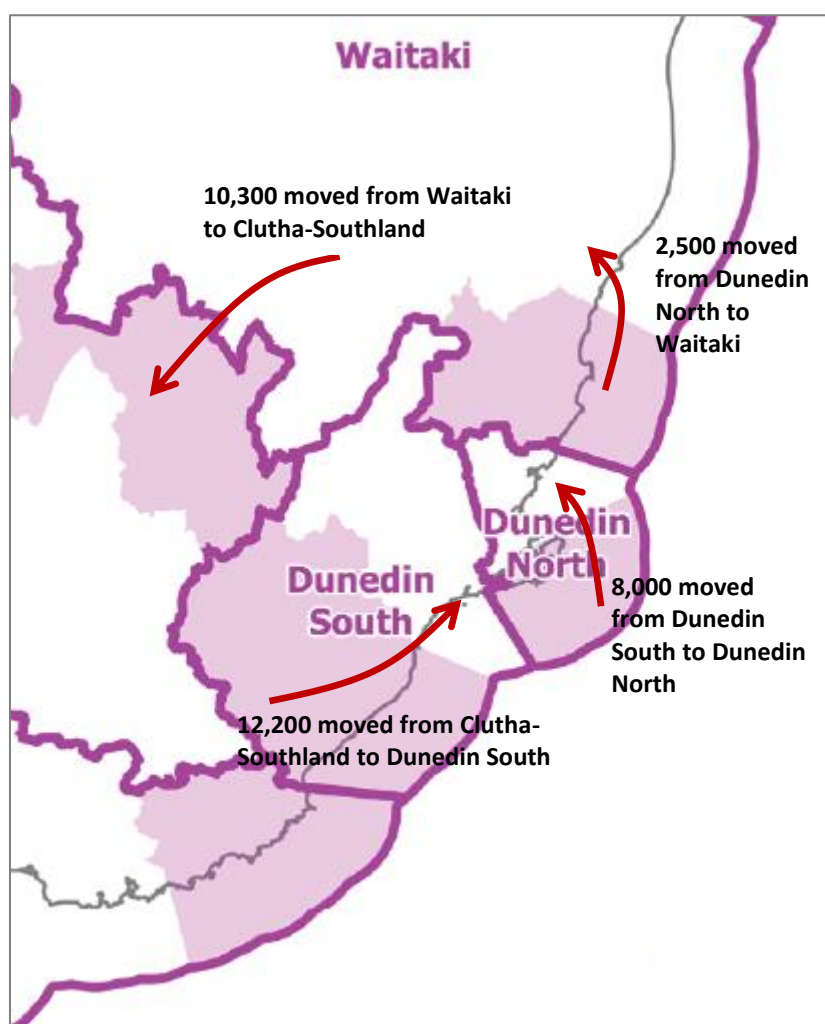 Waitaki
10,300 moved from Waitaki
to Clutha-Southland
2,500 moved
from Dunedin
North to
Waitaki
Dunedin
North
Dunedin
South
8,000 moved
from Dunedin
South to Dunedin
North
12,200 moved from Clutha-
Southland to Dunedin South